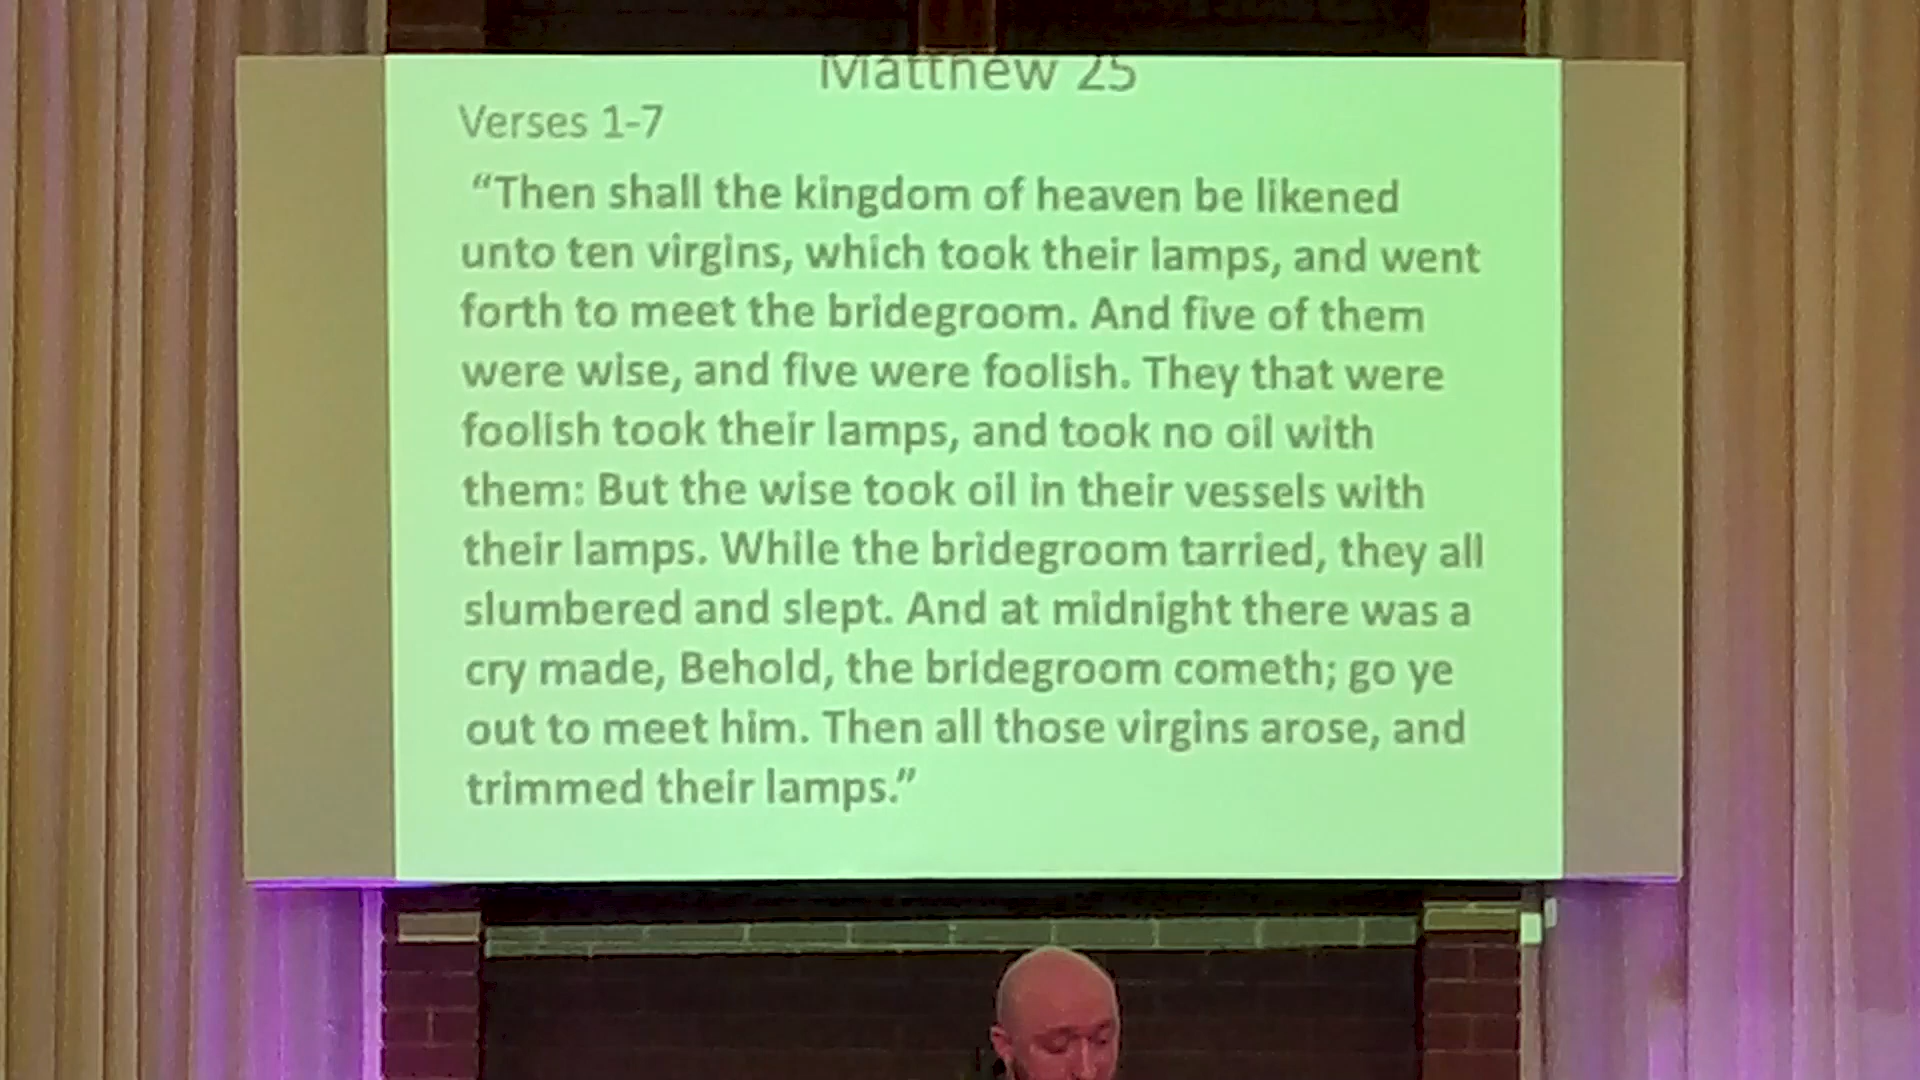 Matthew 25
Verses 1-7
“Then shall the kingdom of heaven be likened
unto ten virgins, which took their lamps, and went
forth to meet the bridegroom. And five of them
were wise, and five were foolish. They that were
foolish took their lamps, and took no oil with
them: But the wise took oil in their vessels with
their lamps. While the bridegroom tarried, they all
slumbered and slept. And at midnight there was a
cry made, Behold, the bridegroom cometh; go ye
out to meet him. Then all those virgins arose, and
trimmed their lamps.”